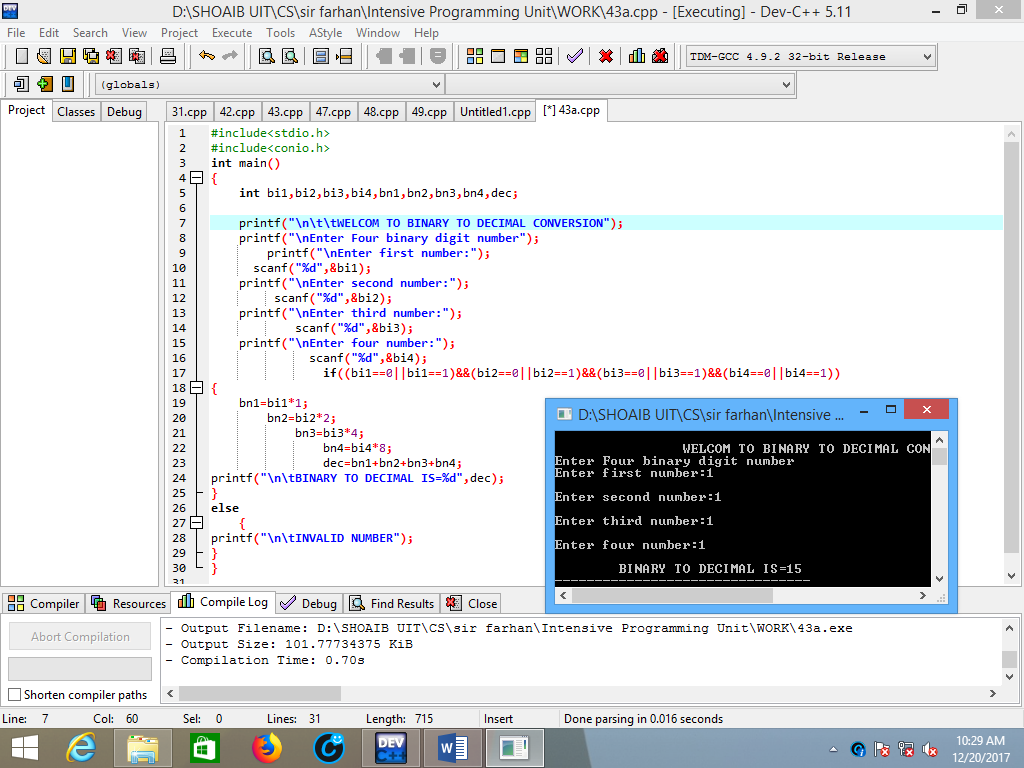 D:\SHOAIB UIT\CS\sir farhan\Intensive Programming Unit\WORK\43a.cpp - [Executing] - Dev-C++ 5.11
File Edit Search View Project Execute Tools AStyle Window Help
TDM-GCC 4.9.2 32-bit Release
(globals)
Project Classes Debug
31.cpp 42.cpp 43.cpp 47.cpp 48.cpp 49.cpp Untitled1.cpp [*] 43a.cpp
1 #include<stdio.h>
2 #include<conio.h>
3 int main()
4 {
5 int bi1,bi2,bi3,bi4,bn1,bn2,bn3,bn4,dec;
6
7 printf("\n\t\tWELCOM TO BINARY TO DECIMAL CONVERSION");
8 printf("\nEnter Four binary digit number");
9 printf("\nEnter first number:");
10 scanf("%d",&bi1);
11 printf("\nEnter second number:");
12 scanf("%d",&bi2);
13 printf("\nEnter third number:");
14 scanf("%d",&bi3);
15 printf("\nEnter four number:");
16 scanf("%d",&bi4);
17 if((bi1==0||bi1==1)&&(bi2==0||bi2==1)&&(bi3==0||bi3==1)&&(bi4==0||bi4==1))
18 {
19 bn1=bi1*1;
20 bn2=bi2*2;
21 bn3=bi3*4;
22 bn4=bi4*8;
23 dec=bn1+bn2+bn3+bn4;
24 printf("\n\tBINARY TO DECIMAL IS=%d",dec);
25 }
26 else
27 {
28 printf("\n\tINVALID NUMBER");
29 }
30 }
31
D:\SHOAIB UIT\CS\sir farhan\Intensive ...
WELCOM TO BINARY TO DECIMAL CON
Enter Four binary digit number
Enter first number:1
Enter second number:1
Enter third number:1
Enter four number:1
BINARY TO DECIMAL IS=15
--------------------------------
Compiler Resources Compile Log Debug Find Results Close
Abort Compilation
Shorten compiler paths
- Output Filename: D:\SHOAIB UIT\CS\sir farhan\Intensive Programming Unit\WORK\43a.exe
- Output Size: 101.77734375 KiB
- Compilation Time: 0.70s
Line: 7 Col: 60 Sel: 0 Lines: 31 Length: 715 Insert Done parsing in 0.016 seconds
DEV
10:29 AM
12/20/2017